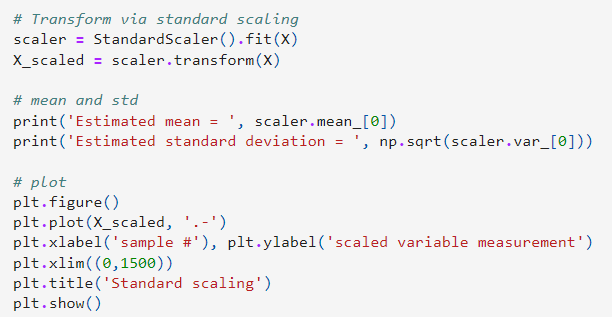 # Transform via standard scaling
scaler = StandardScaler().fit(X)
X_scaled = scaler.transform(X)
# mean and std
print('Estimated mean = ', scaler.mean_[0])
print('Estimated standard deviation = ', np.sqrt(scaler.var_[0]))
# plot
plt.figure()
plt.plot(X_scaled, '.-')
plt.xlabel('sample #'), plt.ylabel('scaled variable measurement')
plt.xlim((0,1500))
plt.title('Standard scaling')
plt.show()